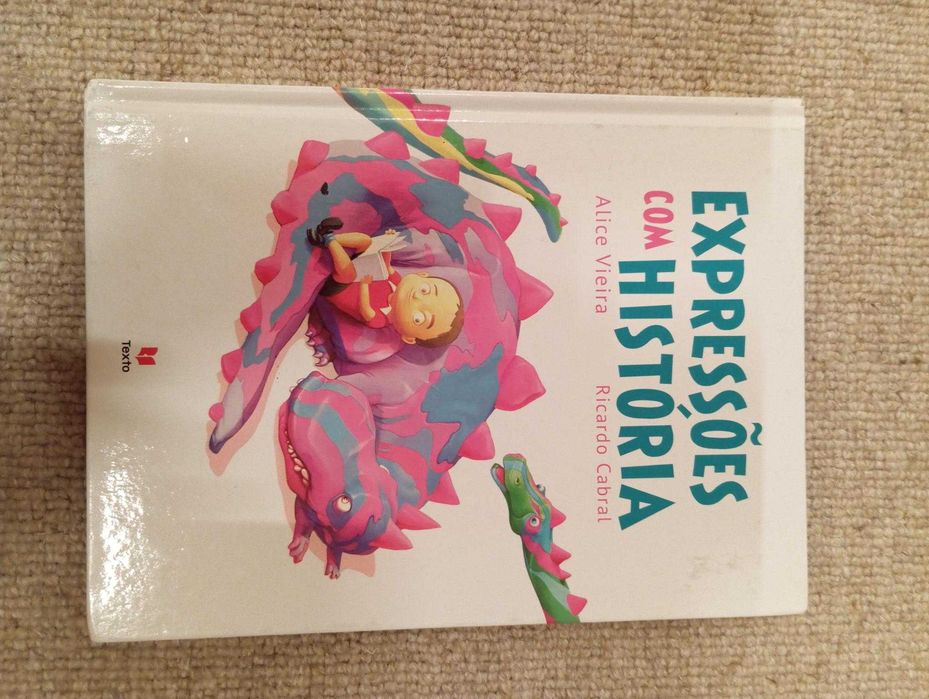 EXPRESSÕES
COM HISTÓRIA
Alice Vieira Ricardo Cabral
Texto